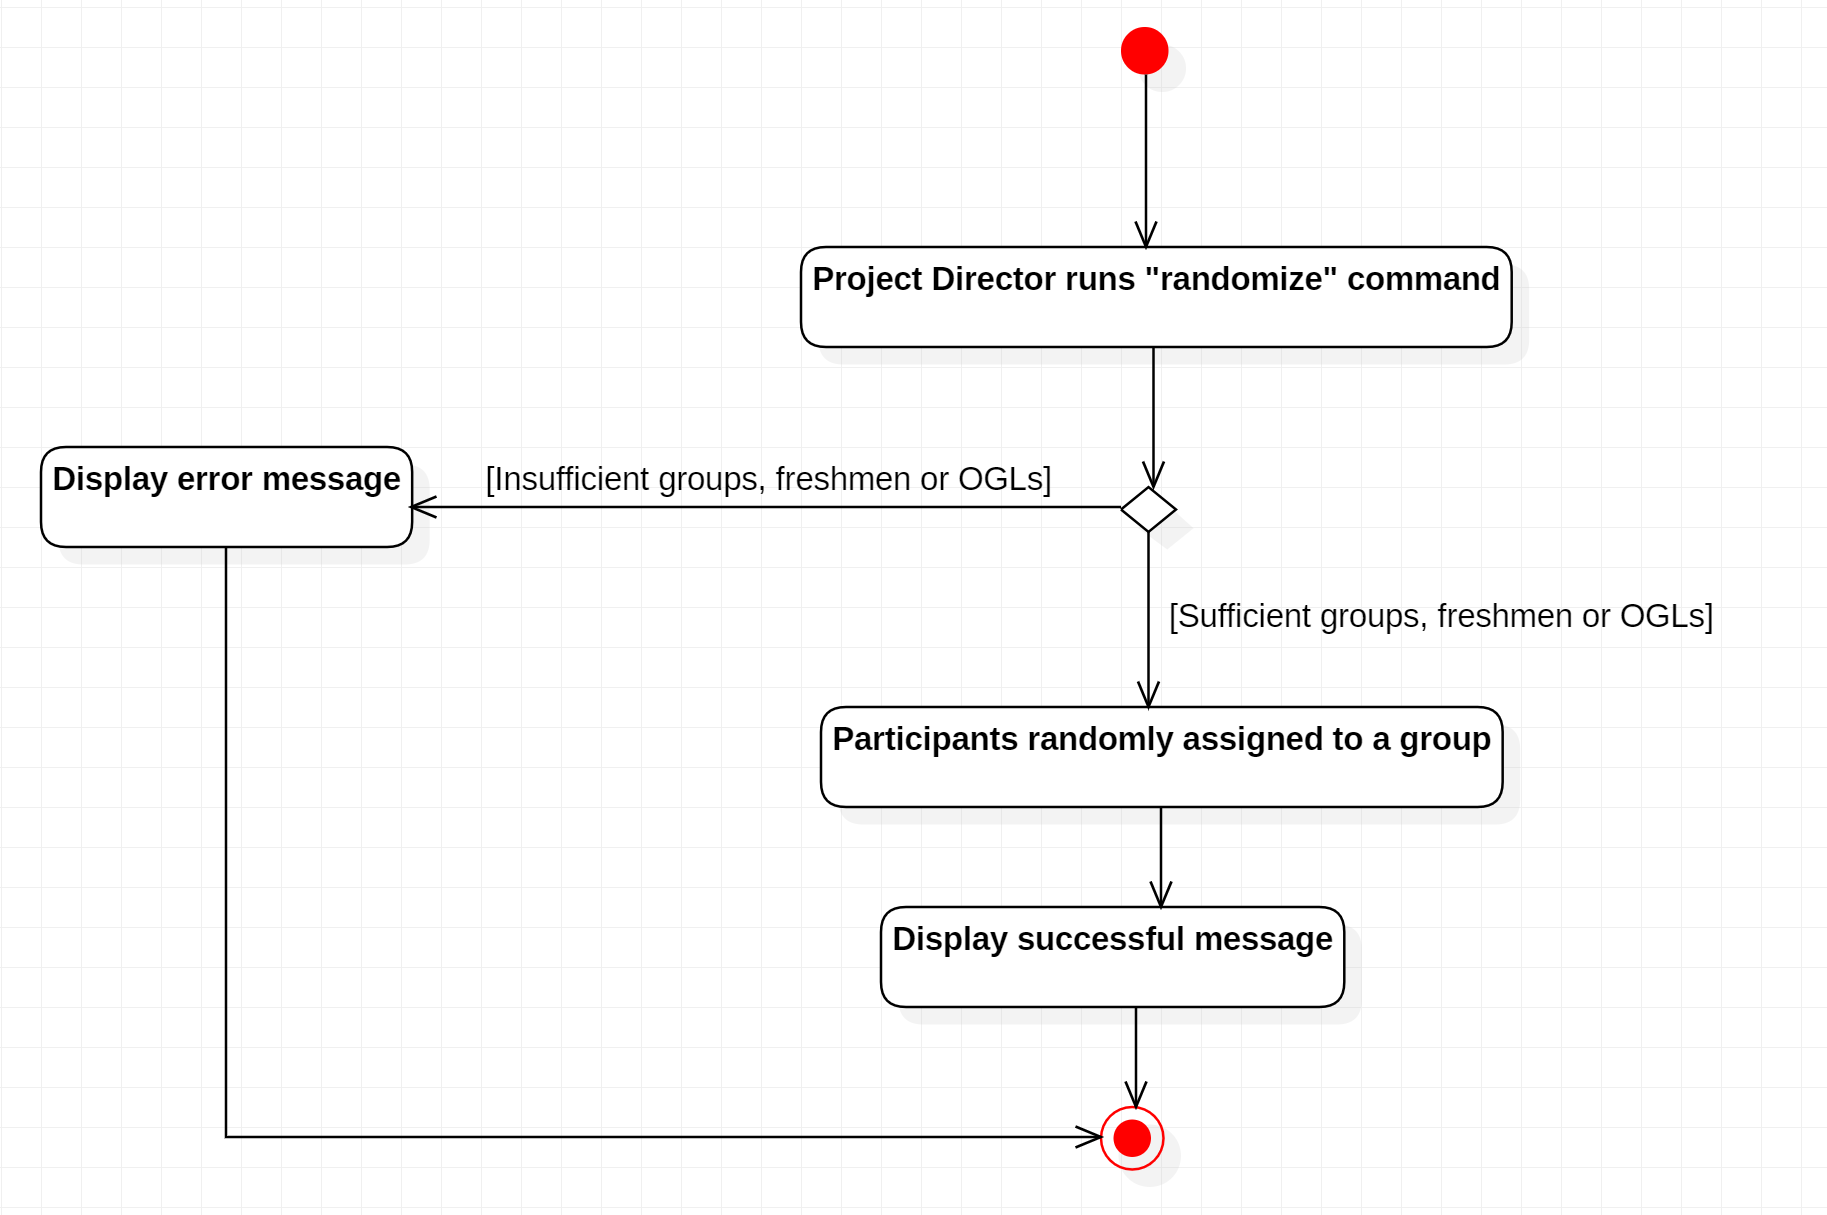 Project Director runs "randomize" command
Display error message
[Insufficient groups, freshmen or OGLs]
[Sufficient groups, freshmen or OGLs]
Participants randomly assigned to a group
Display successful message